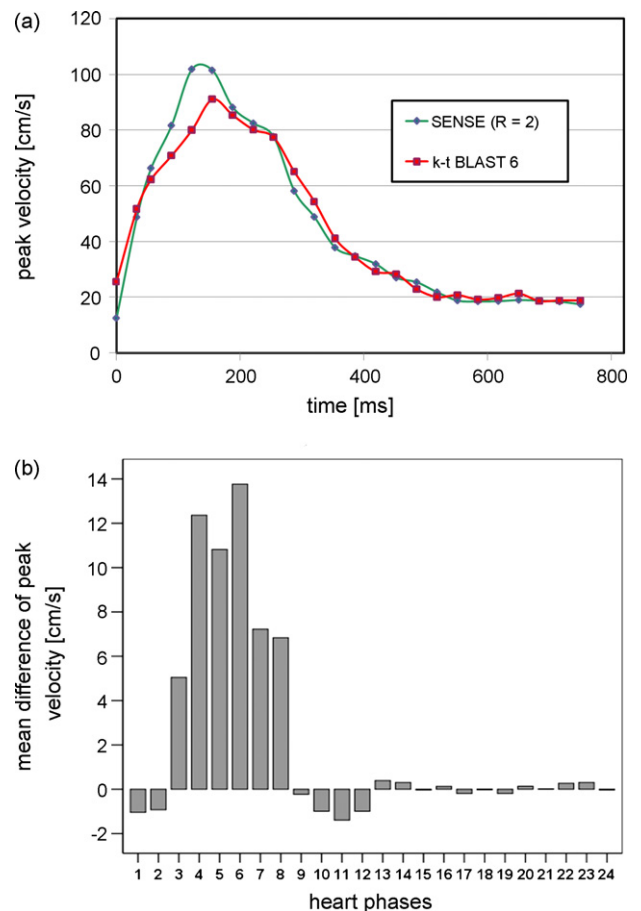 (a)
120
100
80
60
40
20
0
peak velocity [cm/s]
SENSE (R = 2)
k-t BLAST 6
0 200 400 600 800
time [ms]
(b)
14
12
10
8
6
4
2
0
-2
mean difference of peak
velocity [cm/s]
1 2 3 4 5 6 7 8 9 10 11 12 13 14 15 16 17 18 19 20 21 22 23 24
heart phases